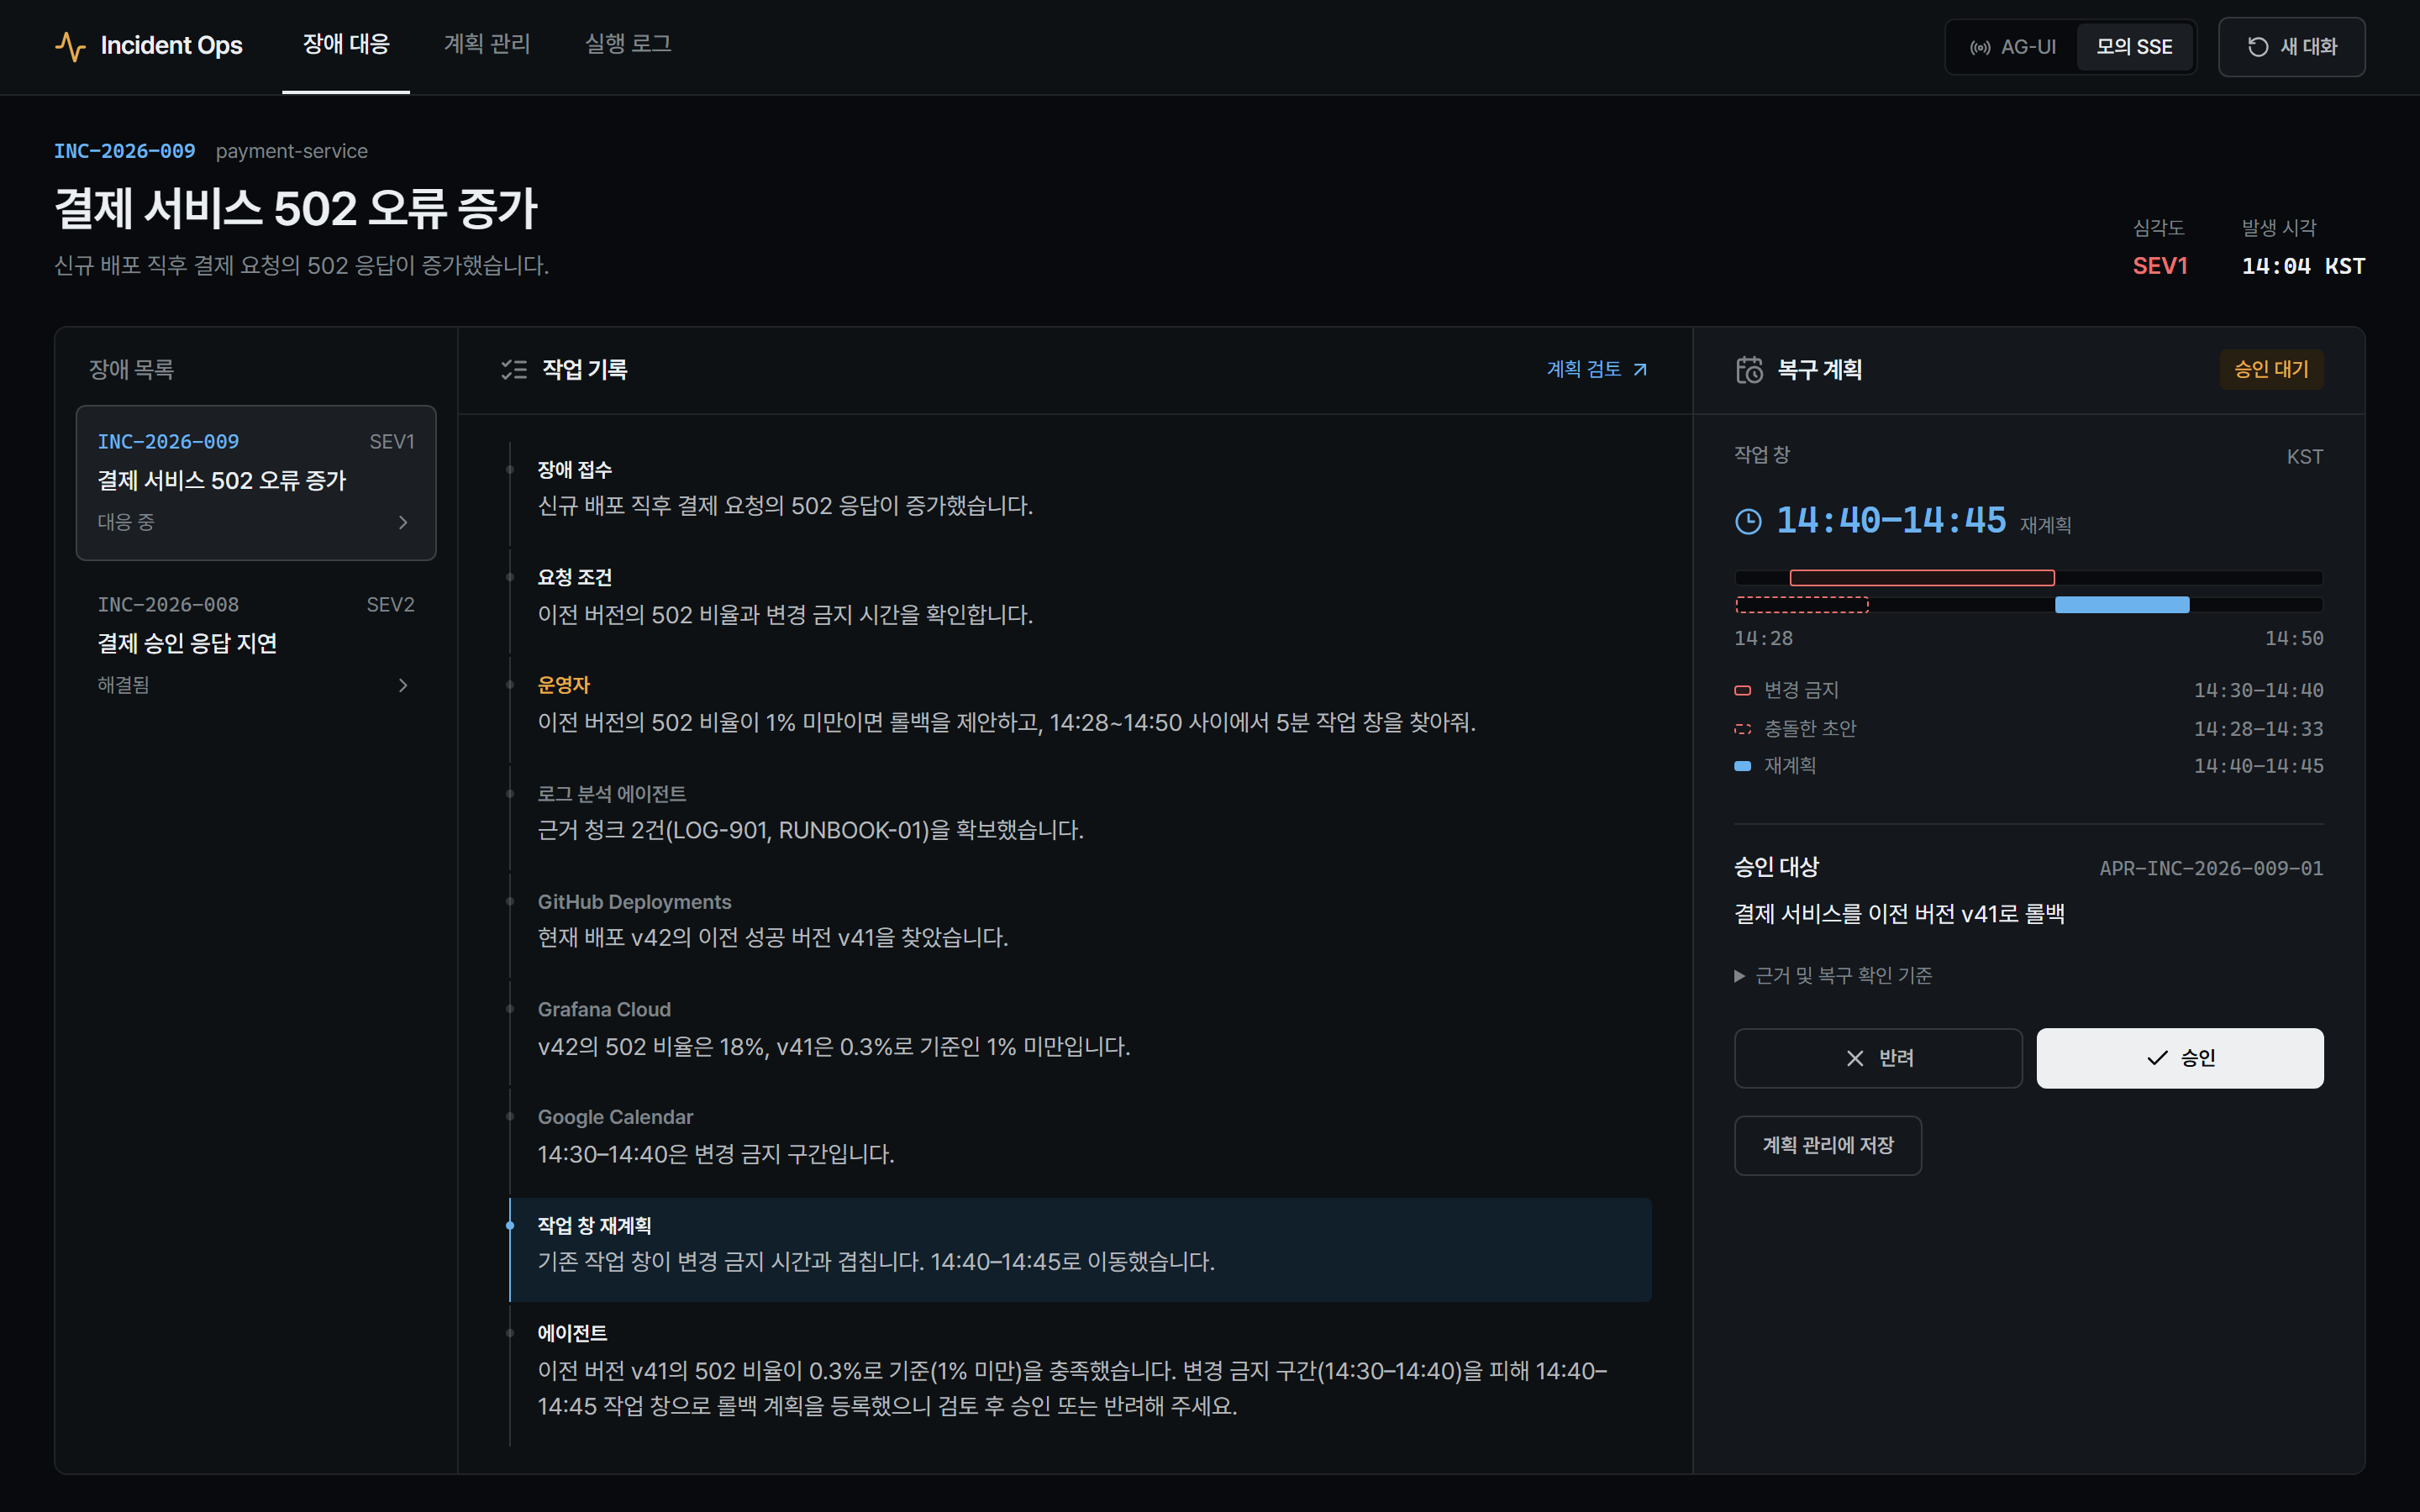 Incident Ops
장애 대응
계획 관리
실행 로그
AG-UI
모의 SSE
새 대화
INC-2026-009 payment-service
결제 서비스 502 오류 증가
신규 배포 직후 결제 요청의 502 응답이 증가했습니다.
심각도
SEV1
발생 시각
14:04 KST
장애 목록
INC-2026-009 SEV1
결제 서비스 502 오류 증가
대응 중
INC-2026-008 SEV2
결제 승인 응답 지연
해결됨
작업 기록
계획 검토
장애 접수
신규 배포 직후 결제 요청의 502 응답이 증가했습니다.
요청 조건
이전 버전의 502 비율과 변경 금지 시간을 확인합니다.
운영자
이전 버전의 502 비율이 1% 미만이면 롤백을 제안하고, 14:28~14:50 사이에서 5분 작업 창을 찾아줘.
로그 분석 에이전트
근거 청크 2건(LOG-901, RUNBOOK-01)을 확보했습니다.
GitHub Deployments
현재 배포 v42의 이전 성공 버전 v41을 찾았습니다.
Grafana Cloud
v42의 502 비율은 18%, v41은 0.3%로 기준인 1% 미만입니다.
Google Calendar
14:30–14:40은 변경 금지 구간입니다.
작업 창 재계획
기존 작업 창이 변경 금지 시간과 겹칩니다. 14:40–14:45로 이동했습니다.
에이전트
이전 버전 v41의 502 비율이 0.3%로 기준(1% 미만)을 충족했습니다. 변경 금지 구간(14:30–14:40)을 피해 14:40–
14:45 작업 창으로 롤백 계획을 등록했으니 검토 후 승인 또는 반려해 주세요.
복구 계획
승인 대기
작업 창 KST
14:40–14:45 재계획
14:28 14:50
변경 금지 14:30–14:40
충돌한 초안 14:28–14:33
재계획 14:40–14:45
승인 대상 APR-INC-2026-009-01
결제 서비스를 이전 버전 v41로 롤백
근거 및 복구 확인 기준
반려
승인
계획 관리에 저장